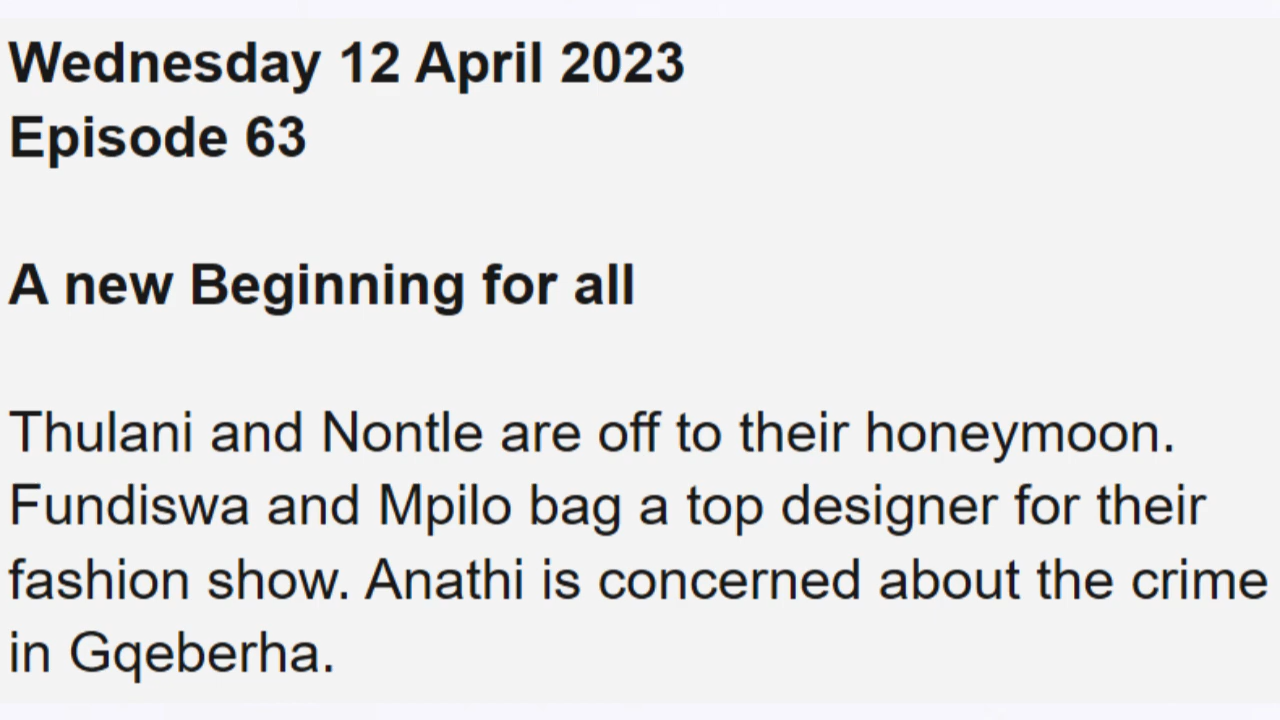 Wednesday 12 April 2023
Episode 63
A new Beginning for all
Thulani and Nontle are off to their honeymoon.
Fundiswa and Mpilo bag a top designer for their
fashion show. Anathi is concerned about the crime
in Gqeberha.